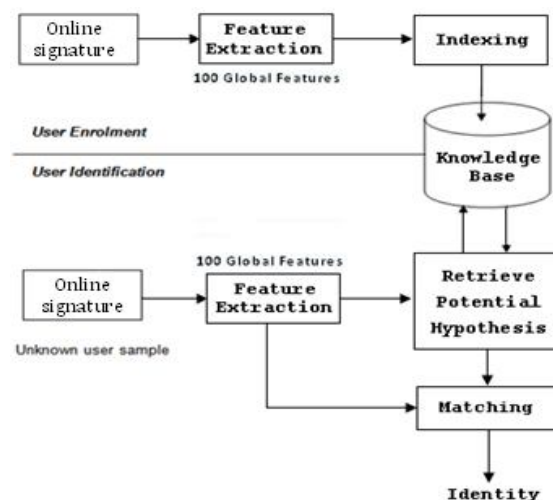 Online
signature
Feature
Extraction
Indexing
100 Global Features
User Enrolment
User Identification
Knowledge
Base
100 Global Features
Online
signature
Feature
Extraction
Retrieve
Potential
Hypothesis
Unknown user sample
Matching
Identity